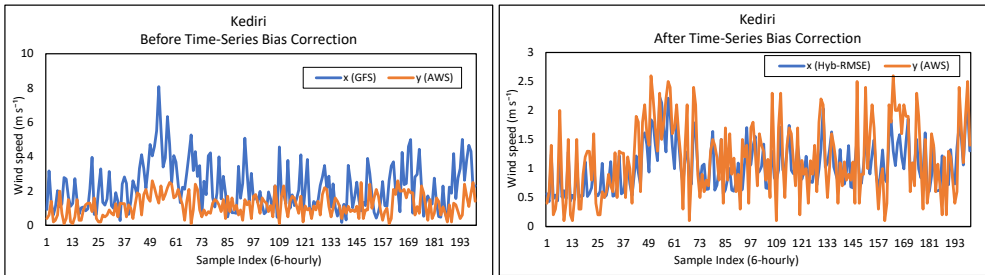 Kediri
Before Time-Series Bias Correction
10
8
6
4
2
0
Wind speed (m s⁻¹)
x (GFS)
y (AWS)
1 13 25 37 49 61 73 85 97 109 121 133 145 157 169 181 193
Sample Index (6-hourly)
Kediri
After Time-Series Bias Correction
3
2.5
2
1.5
1
0.5
0
Wind speed (m s⁻¹)
x (Hyb-RMSE)
y (AWS)
1 13 25 37 49 61 73 85 97 109 121 133 145 157 169 181 193
Sample Index (6-hourly)